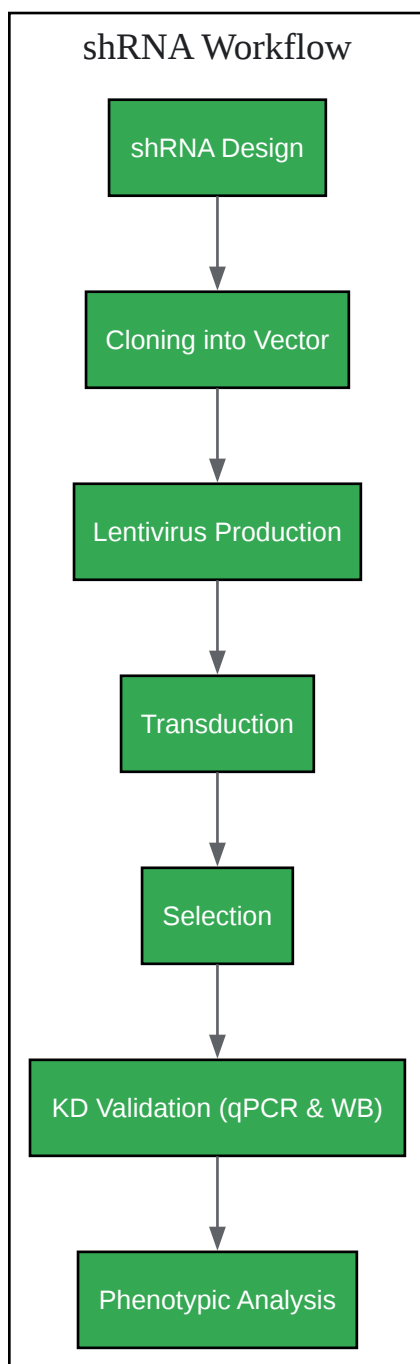 shRNA Workflow
shRNA Design
Cloning into Vector
Lentivirus Production
Transduction
Selection
KD Validation (qPCR & WB)
Phenotypic Analysis